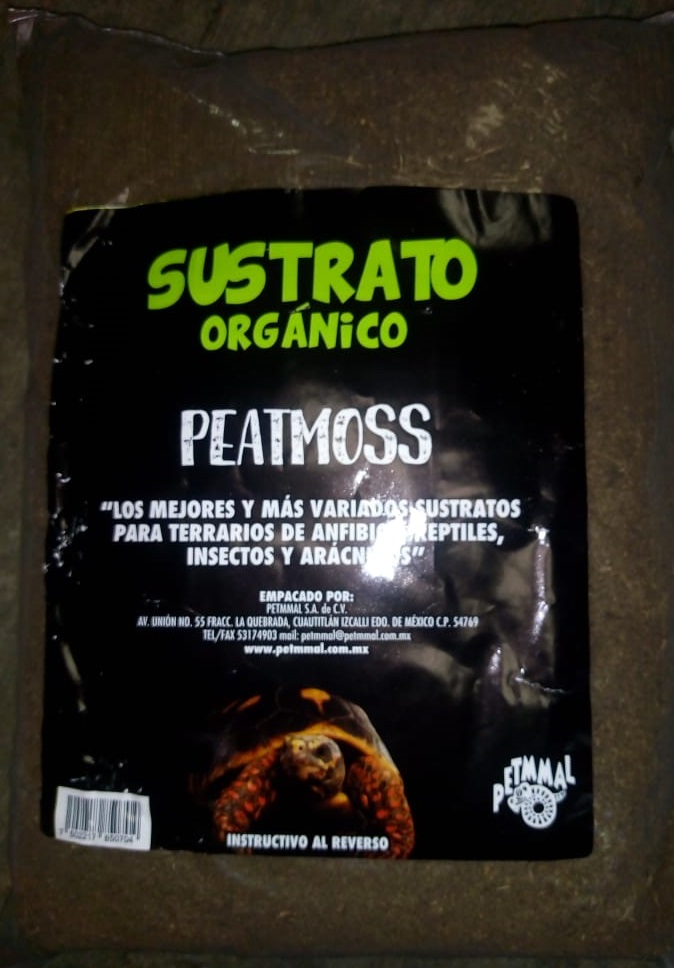 SUSTRATO
ORGÁNiCO
PEATMOSS
“LOS MEJORES Y MÁS VARIADOS SUSTRATOS
PARA TERRARIOS DE REPTILES,
INSECTOS Y
EMPACADO POR:
PETMMAL S.A. de C.V.
AV. UNIÓN NO. 55 FRACC. LA QUEBRADA, CUAUTITLÁN IZCALLI EDO. DE MÉXICO C.P. 54769
TEL/FAX 53174903 mail: petmmal@petmmal.com.mx
www.petmmal.com.mx
PETMMAL
INSTRUCTIVO AL REVERSO